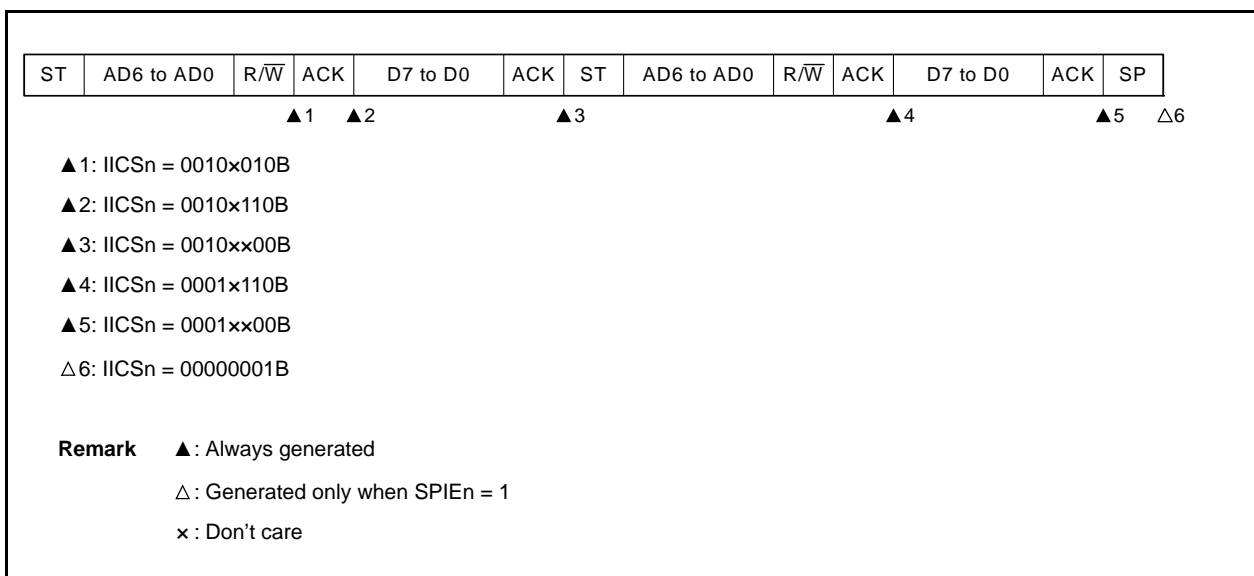 ST AD6 to AD0 R/W̅ ACK D7 to D0 ACK ST AD6 to AD0 R/W̅ ACK D7 to D0 ACK SP
▲1 ▲2 ▲3 ▲4 ▲5 △6
▲1: IICSn = 0010×010B
▲2: IICSn = 0010×110B
▲3: IICSn = 0010××00B
▲4: IICSn = 0001×110B
▲5: IICSn = 0001××00B
△6: IICSn = 00000001B
Remark ▲: Always generated
△: Generated only when SPIEn = 1
×: Don't care